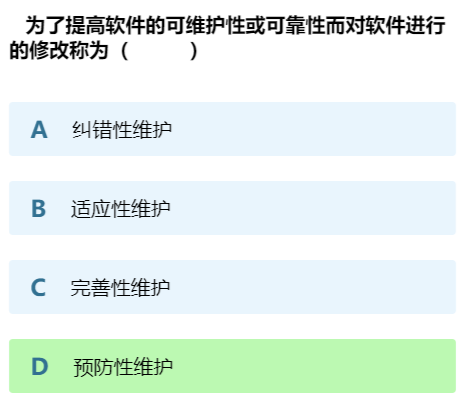 为了提高软件的可维护性或可靠性而对软件进行
的修改称为（　　　）
A 纠错性维护
B 适应性维护
C 完善性维护
D 预防性维护